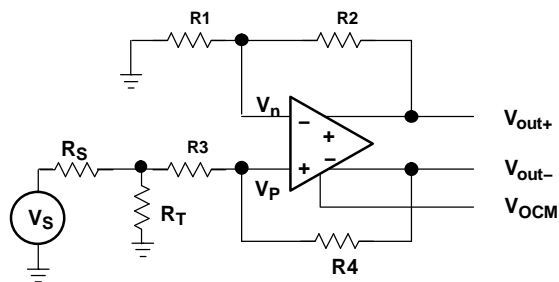 R1
R2
Vn
Vout+
RS
R3
VP
Vout–
VS
RT
VOCM
R4
− + + −